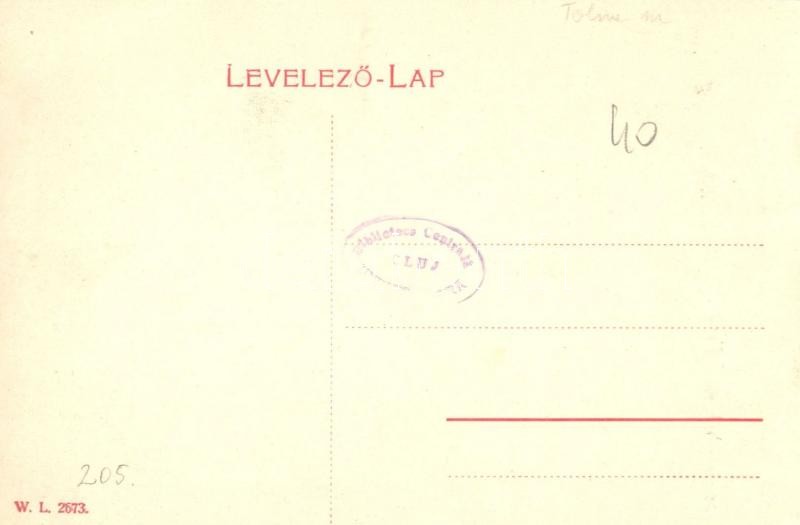 Tolna m
LEVELEZŐ-LAP
40
Biblioteca Centrală
CLUJ
205.
W. L. 2673.